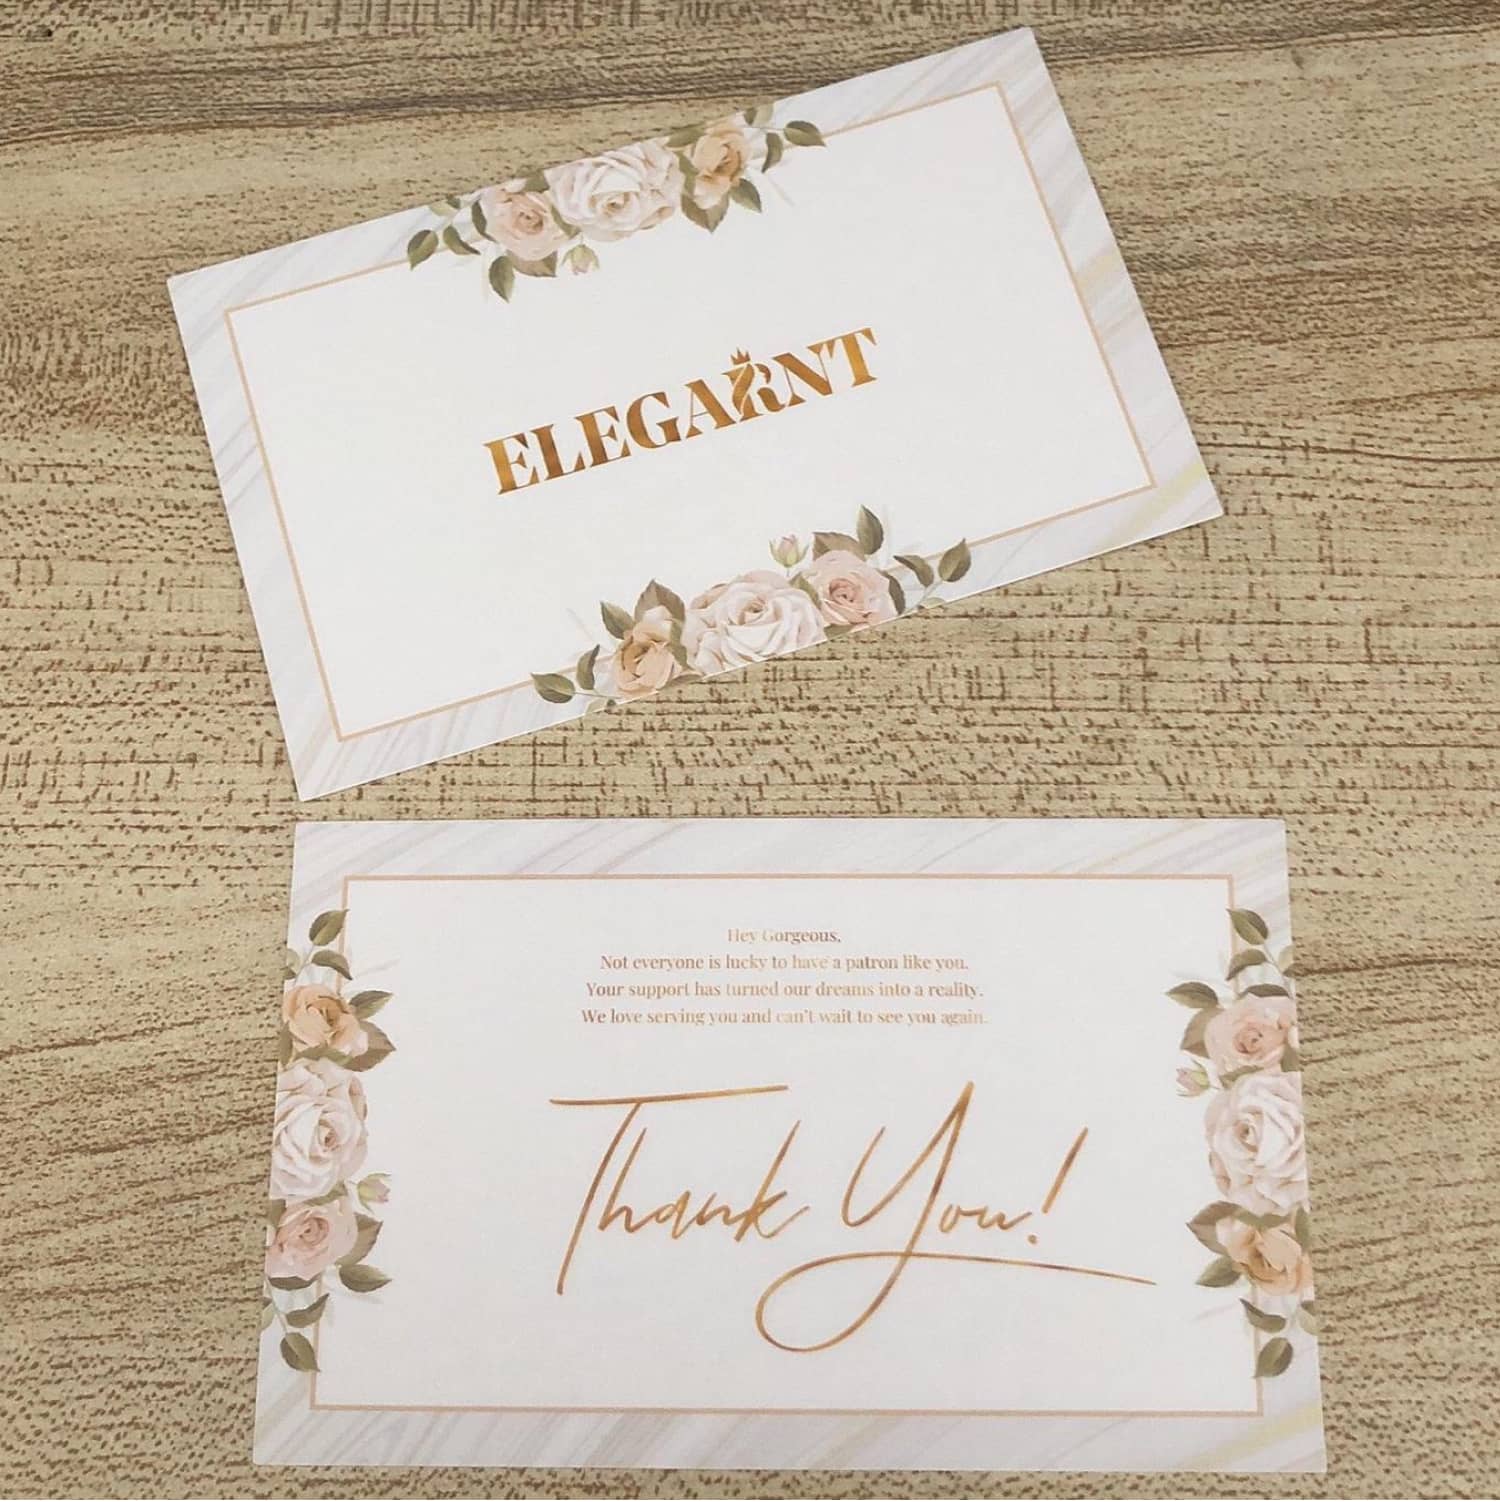 ELEGARNT
Hey Gorgeous,
Not everyone is lucky to have a patron like you.
Your support has turned our dreams into a reality.
We love serving you and can't wait to see you again.
Thank You!